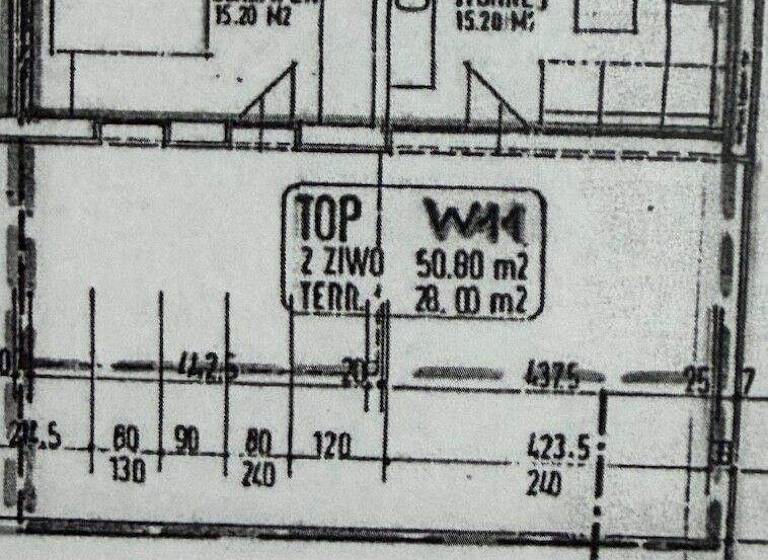 15.20 M2
15.20 M2
TOP W11
2 ZIWO 50.80 m2
TERR. 28.00 m2
442.5 20 437.5 25 7
80 90 80 120 423.5
130 240 240